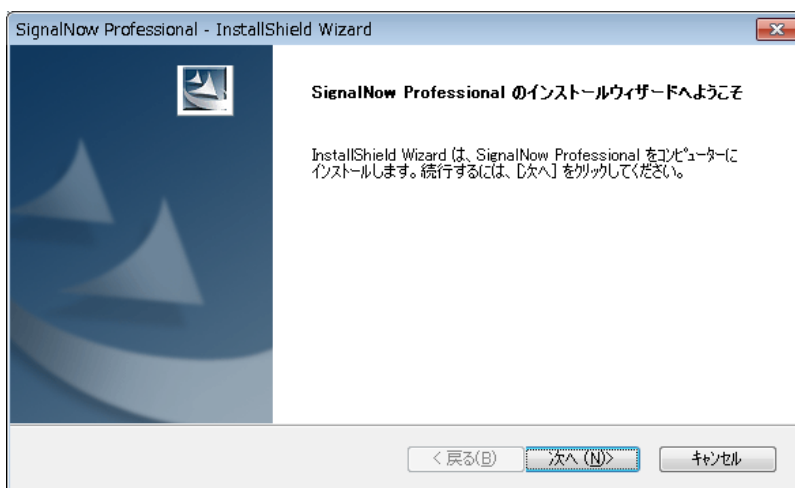 SignalNow Professional - InstallShield Wizard
SignalNow Professional のインストールウィザードへようこそ
InstallShield Wizard は、SignalNow Professional をコンピューターに
インストールします。続行するには、[次へ] をクリックしてください。
< 戻る(B)
次へ (N)>
キャンセル